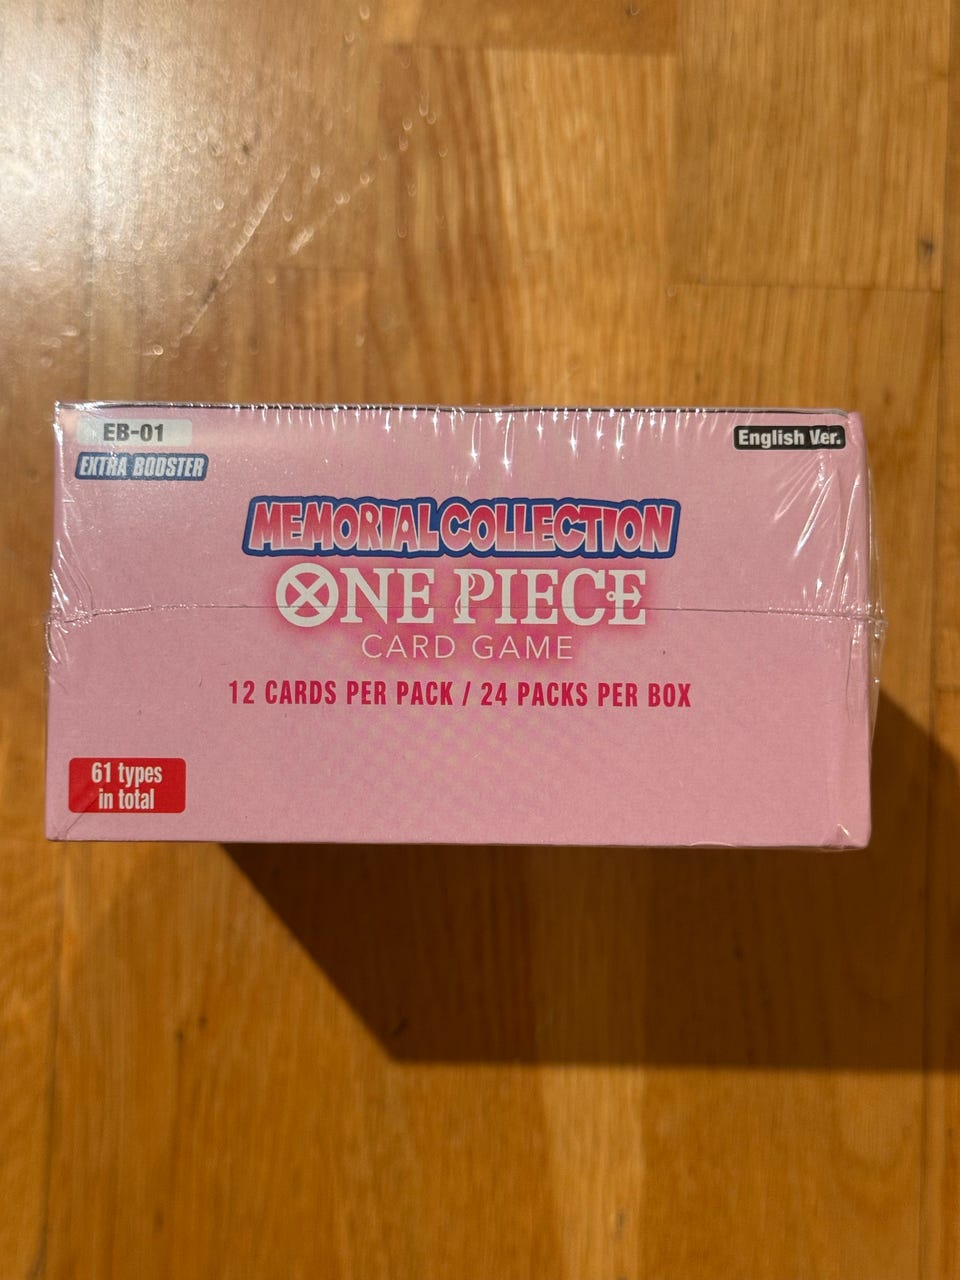 EB-01
EXTRA BOOSTER
English Ver.
MEMORIAL COLLECTION
ONE PIECE
CARD GAME
12 CARDS PER PACK / 24 PACKS PER BOX
61 types
in total